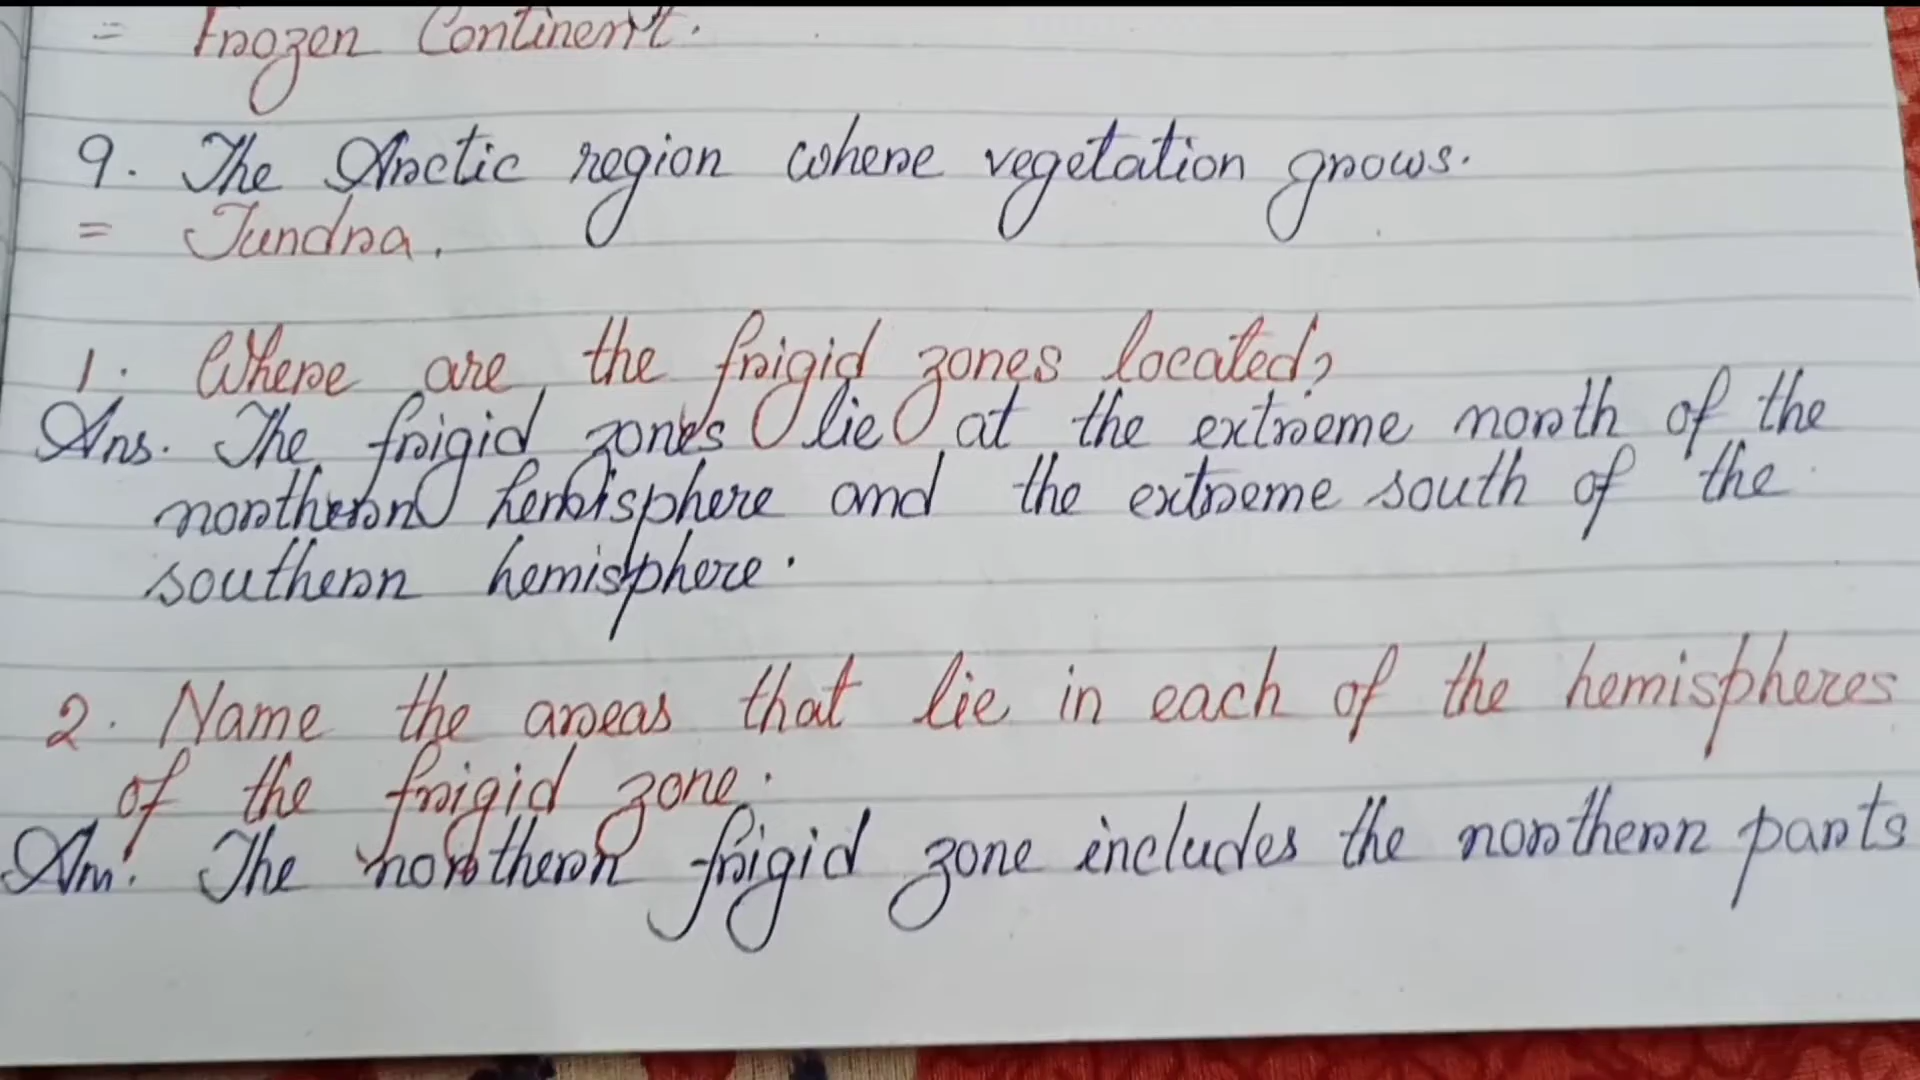 = Frozen Continent.
9. The Arctic region where vegetation grows.
= Tundra.
1. Where are the frigid zones located?
Ans. The frigid zones lie at the extreme north of the
northern hemisphere and the extreme south of the
southern hemisphere.
2. Name the areas that lie in each of the hemispheres
of the frigid zone.
Ans. The northern frigid zone includes the northern parts